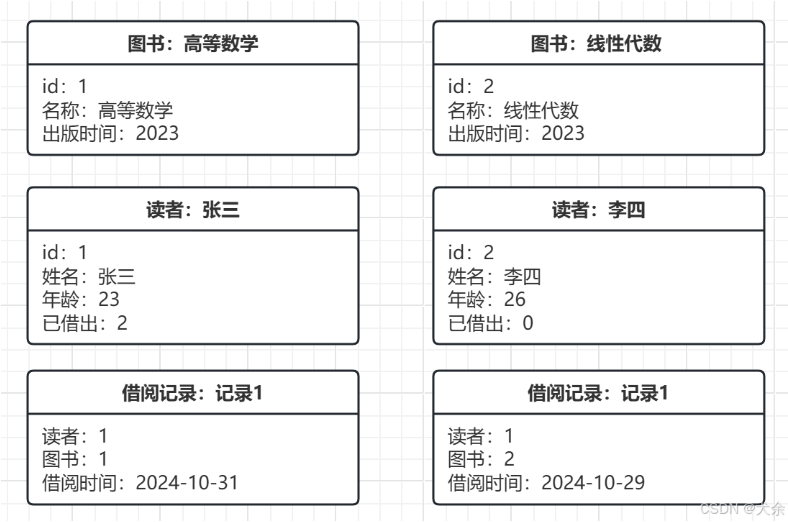 图书：高等数学
id：1
名称：高等数学
出版时间：2023
图书：线性代数
id：2
名称：线性代数
出版时间：2023
读者：张三
id：1
姓名：张三
年龄：23
已借出：2
读者：李四
id：2
姓名：李四
年龄：26
已借出：0
借阅记录：记录1
读者：1
图书：1
借阅时间：2024-10-31
借阅记录：记录1
读者：1
图书：2
借阅时间：2024-10-29
CSDN @大余